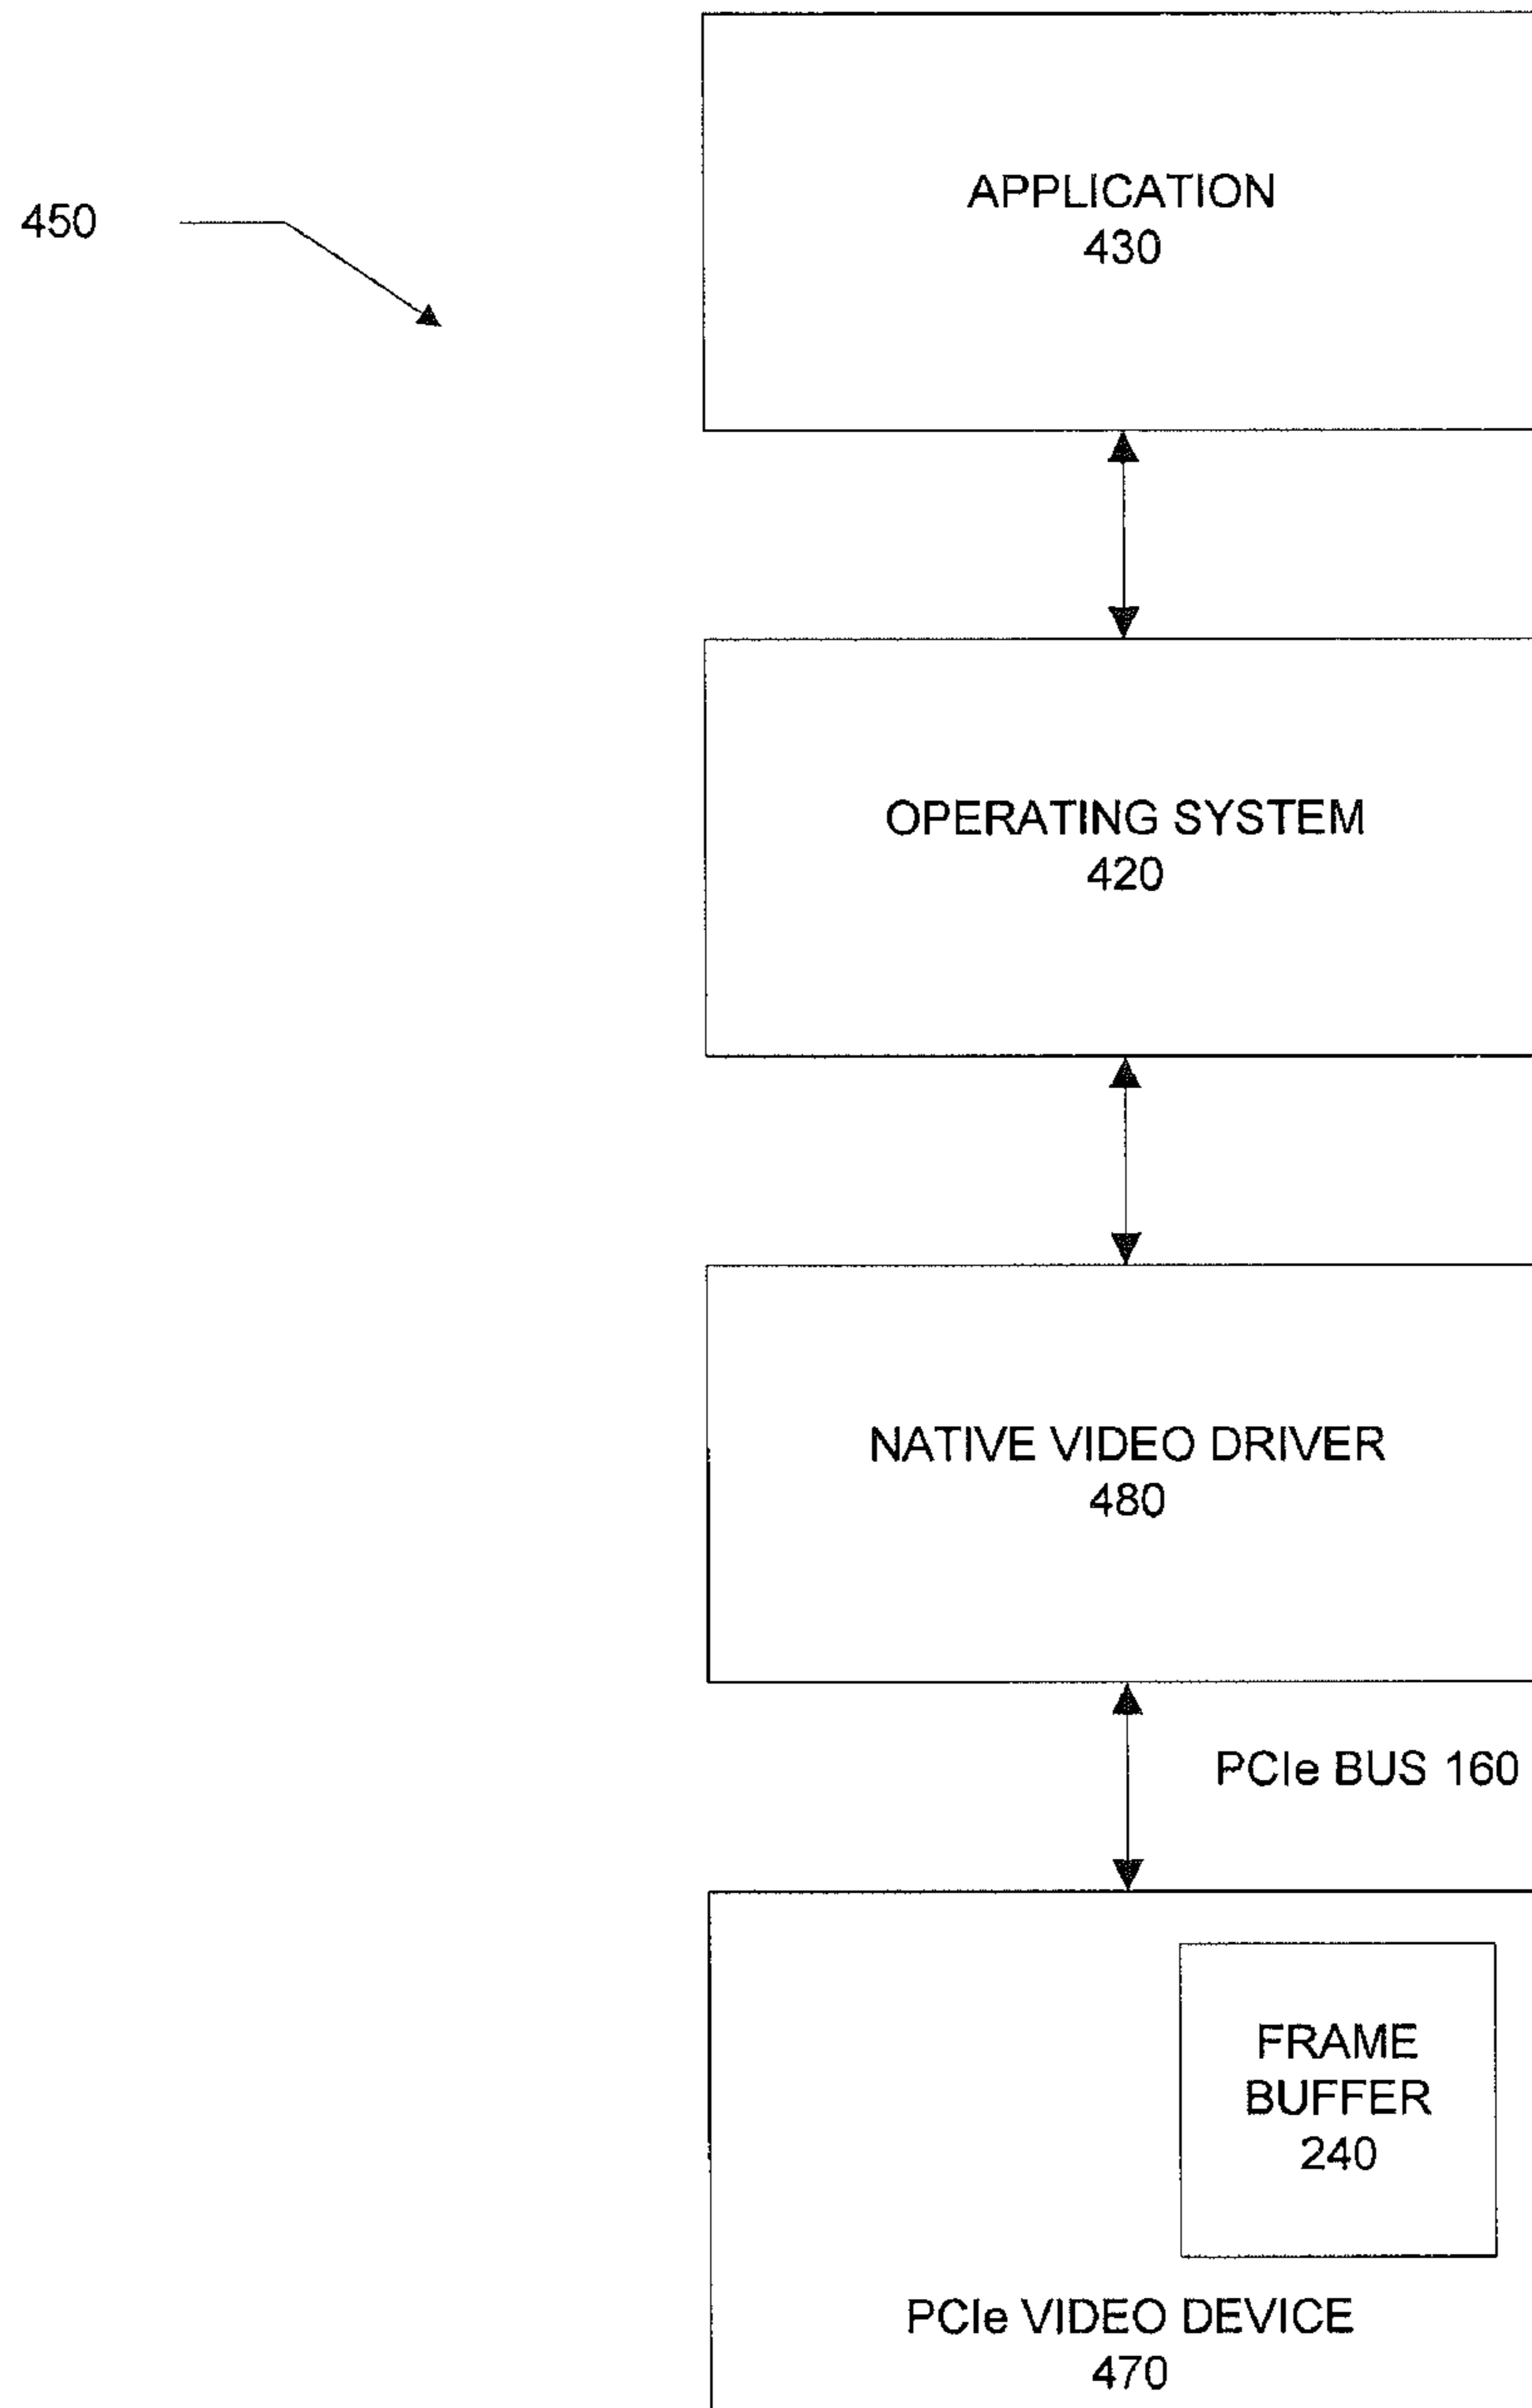 450
APPLICATION
430
OPERATING SYSTEM
420
NATIVE VIDEO DRIVER
480
PCIe BUS 160
FRAME
BUFFER
240
PCIe VIDEO DEVICE
470